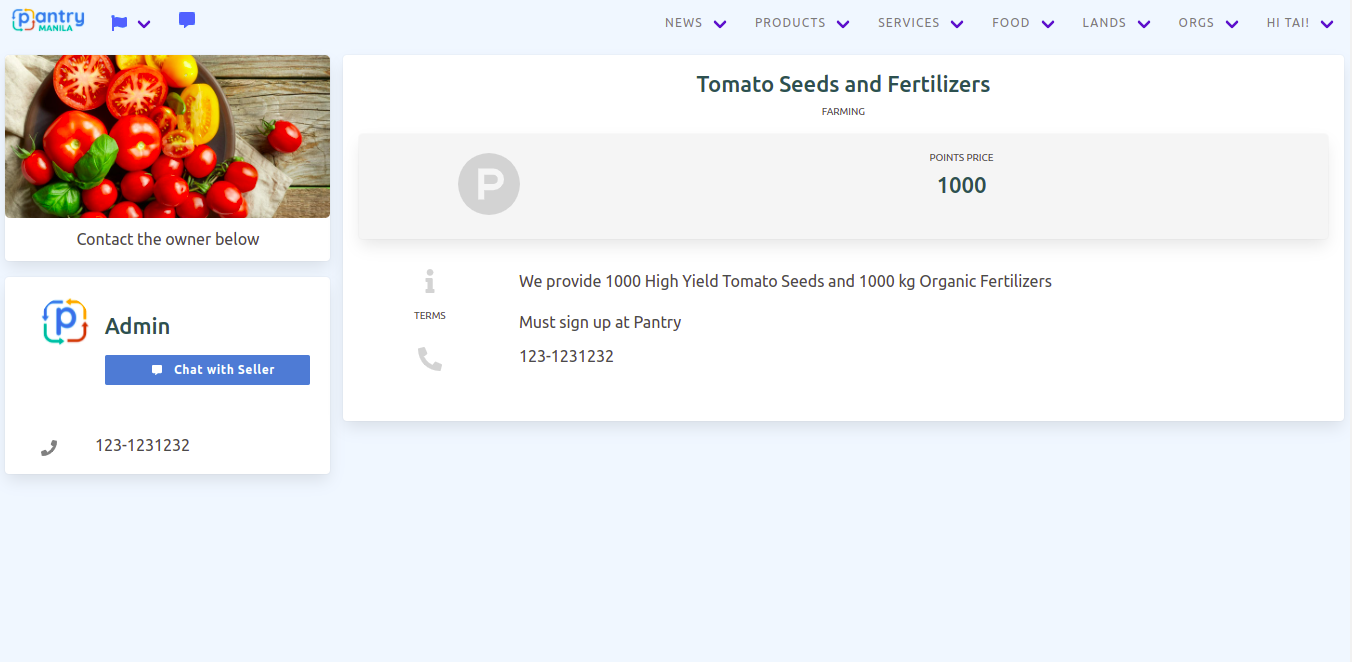 pantry
MANILA
NEWS
PRODUCTS
SERVICES
FOOD
LANDS
ORGS
HI TAI!
Contact the owner below
p
Admin
Chat with Seller
123-1231232
Tomato Seeds and Fertilizers
FARMING
P
POINTS PRICE
1000
We provide 1000 High Yield Tomato Seeds and 1000 kg Organic Fertilizers
TERMS
Must sign up at Pantry
123-1231232